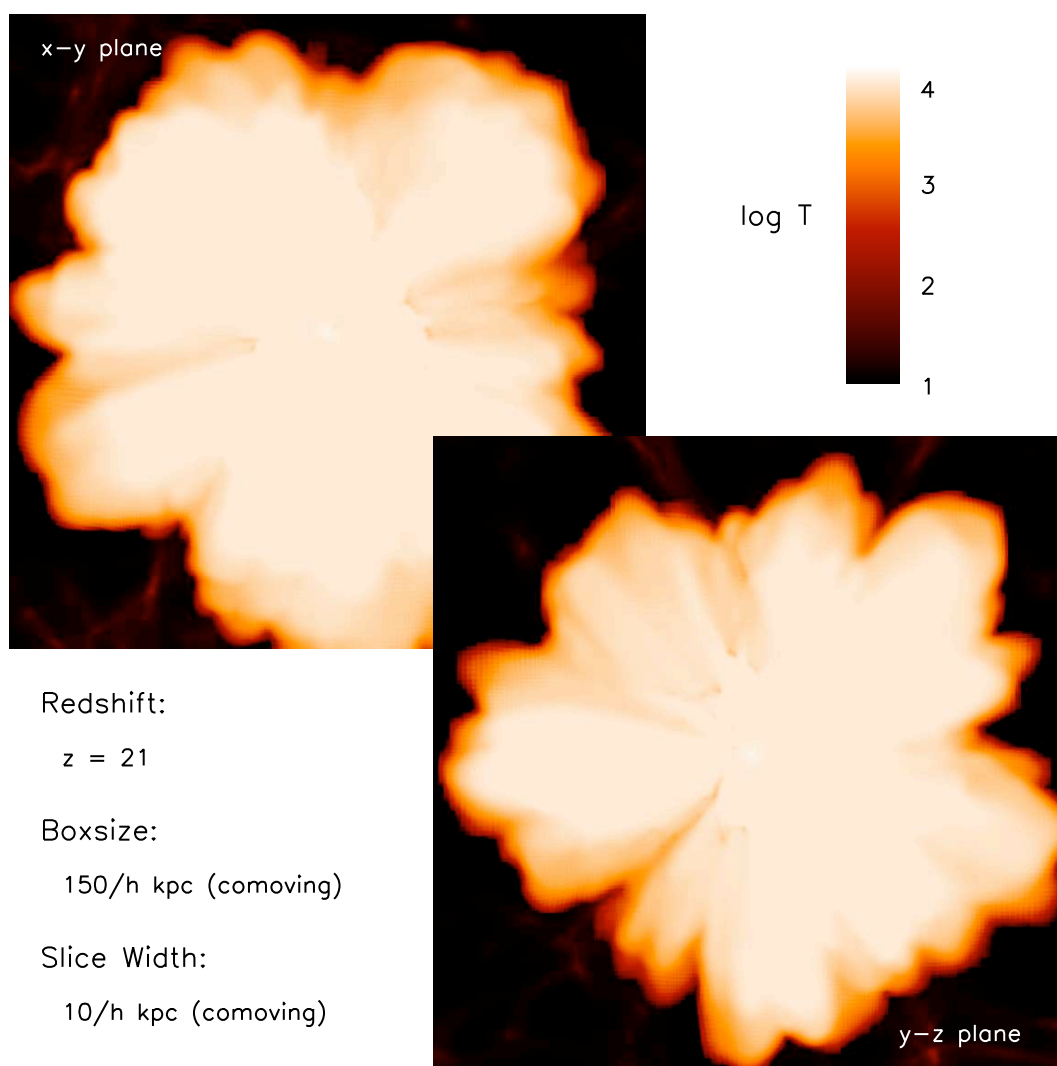 x-y plane
4
3
log T
2
1
Redshift:
z = 21
Boxsize:
150/h kpc (comoving)
Slice Width:
10/h kpc (comoving)
y-z plane